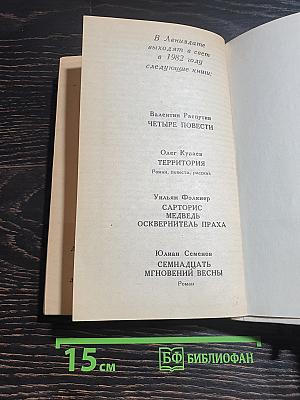 В Лениздате
выходят в свет
в 1982 году
следующие книги:
Валентин Распутин
ЧЕТЫРЕ ПОВЕСТИ
Олег Куваев
ТЕРРИТОРИЯ
Роман, повести, рассказ
Уильям Фолкнер
САРТОРИС
МЕДВЕДЬ
ОСКВЕРНИТЕЛЬ ПРАХА
Юлиан Семенов
СЕМНАДЦАТЬ
МГНОВЕНИЙ ВЕСНЫ
Роман
15 см
БФ БИБЛИОФАН